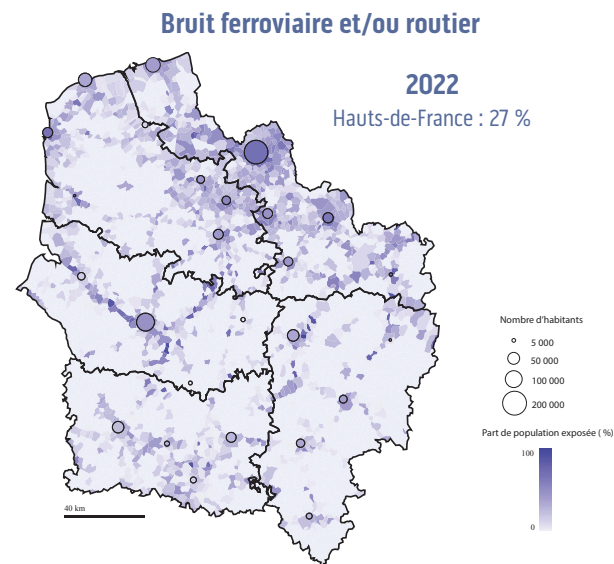 Bruit ferroviaire et/ou routier
2022
Hauts-de-France : 27 %
Nombre d'habitants
5 000
50 000
100 000
200 000
Part de population exposée ( %)
100
0
40 km